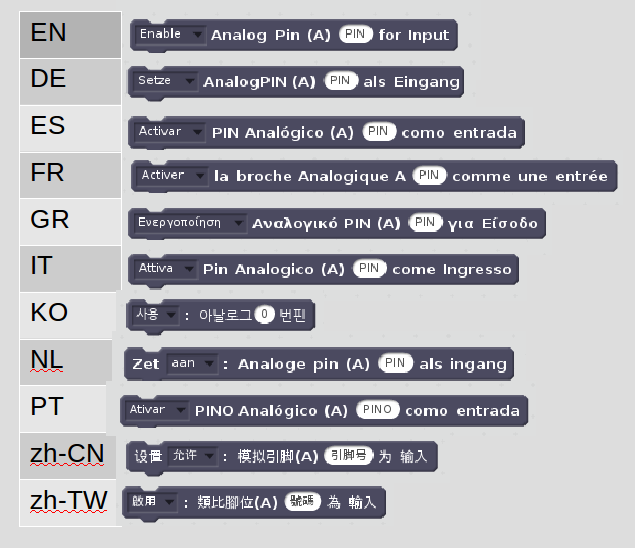 EN Enable Analog Pin (A) PIN for Input
DE Setze AnalogPIN (A) PIN als Eingang
ES Activar PIN Analógico (A) PIN como entrada
FR Activer la broche Analogique A PIN comme une entrée
GR Ενεργοποίηση Αναλογικό PIN (A) PIN για Είσοδο
IT Attiva Pin Analogico (A) PIN come Ingresso
KO 사용 : 아날로그 0 번핀
NL Zet aan : Analoge pin (A) PIN als ingang
PT Ativar PINO Analógico (A) PINO como entrada
zh-CN 设置 允许 : 模拟引脚(A) 引脚号 为 输入
zh-TW 啟用 : 類比腳位(A) 號碼 為 輸入